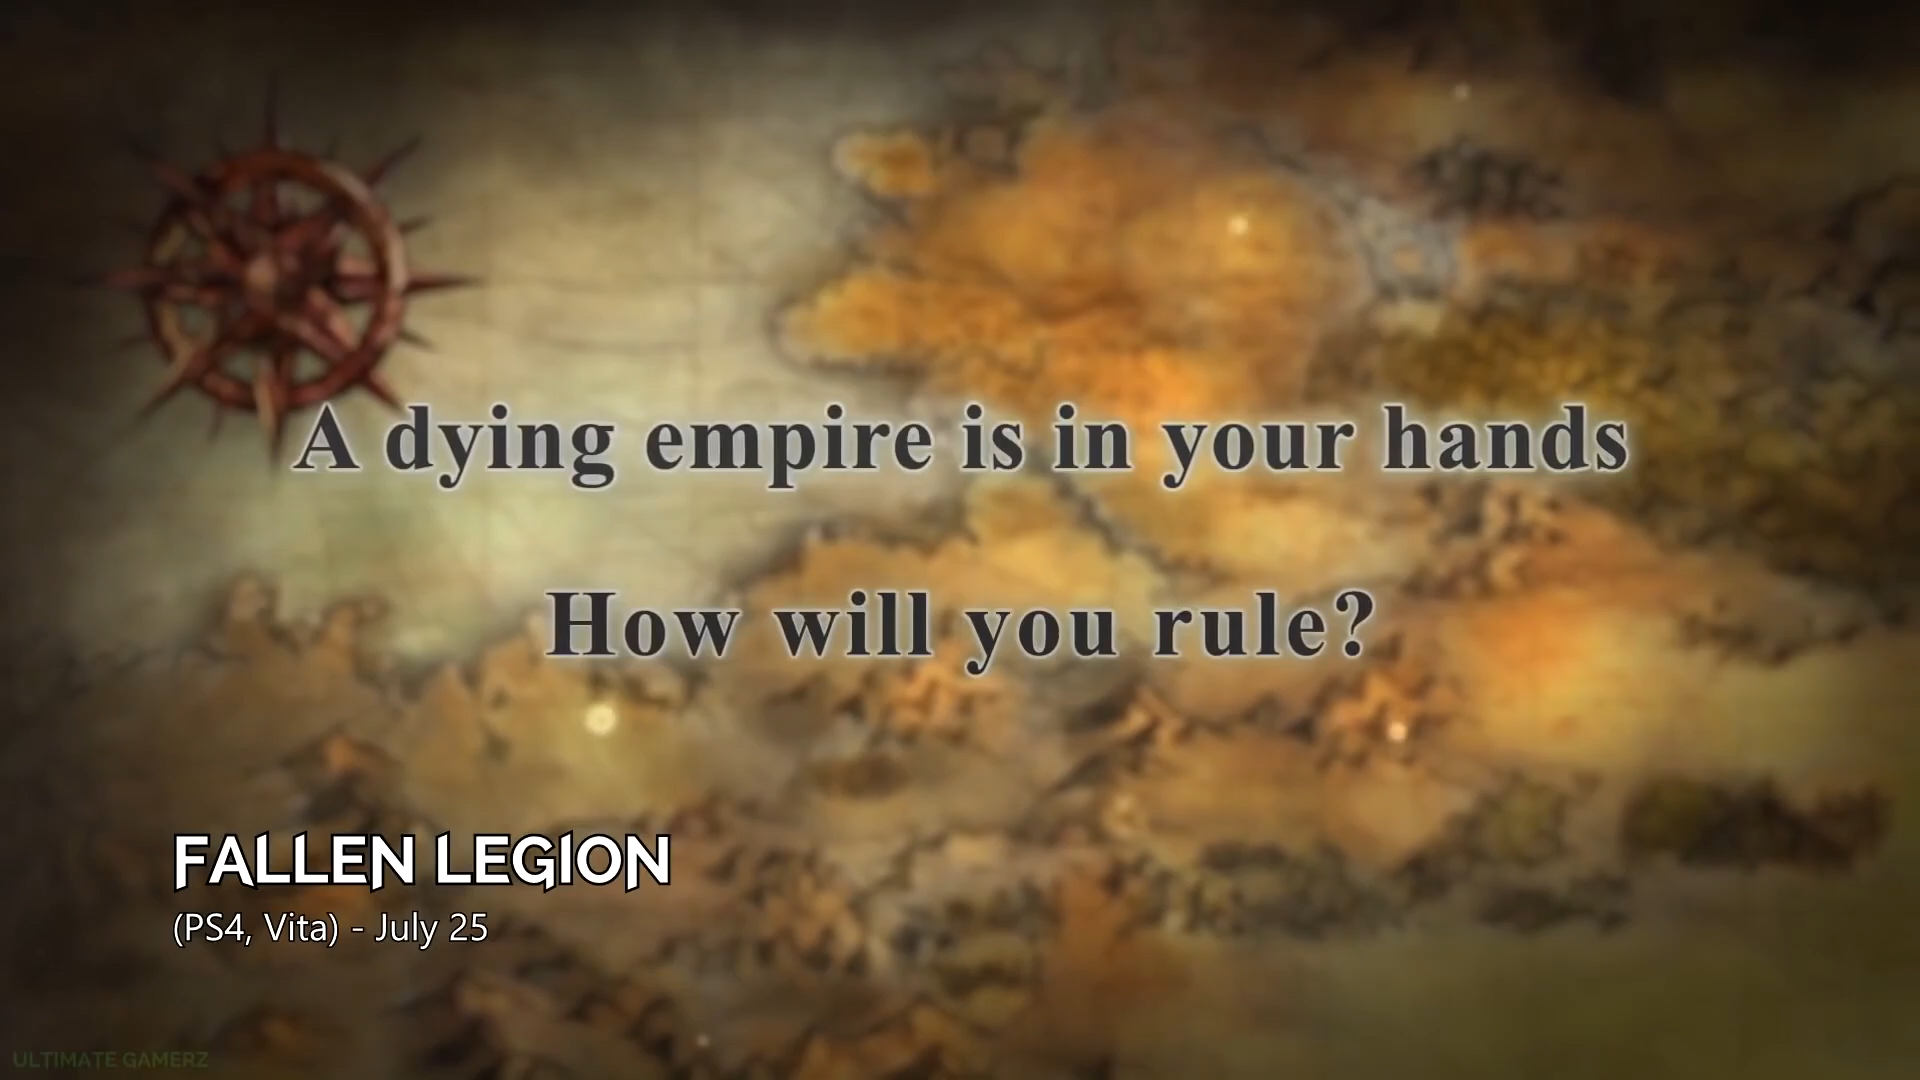 A dying empire is in your hands
How will you rule?
FALLEN LEGION
(PS4, Vita) - July 25
ULTIMATE GAMERZ